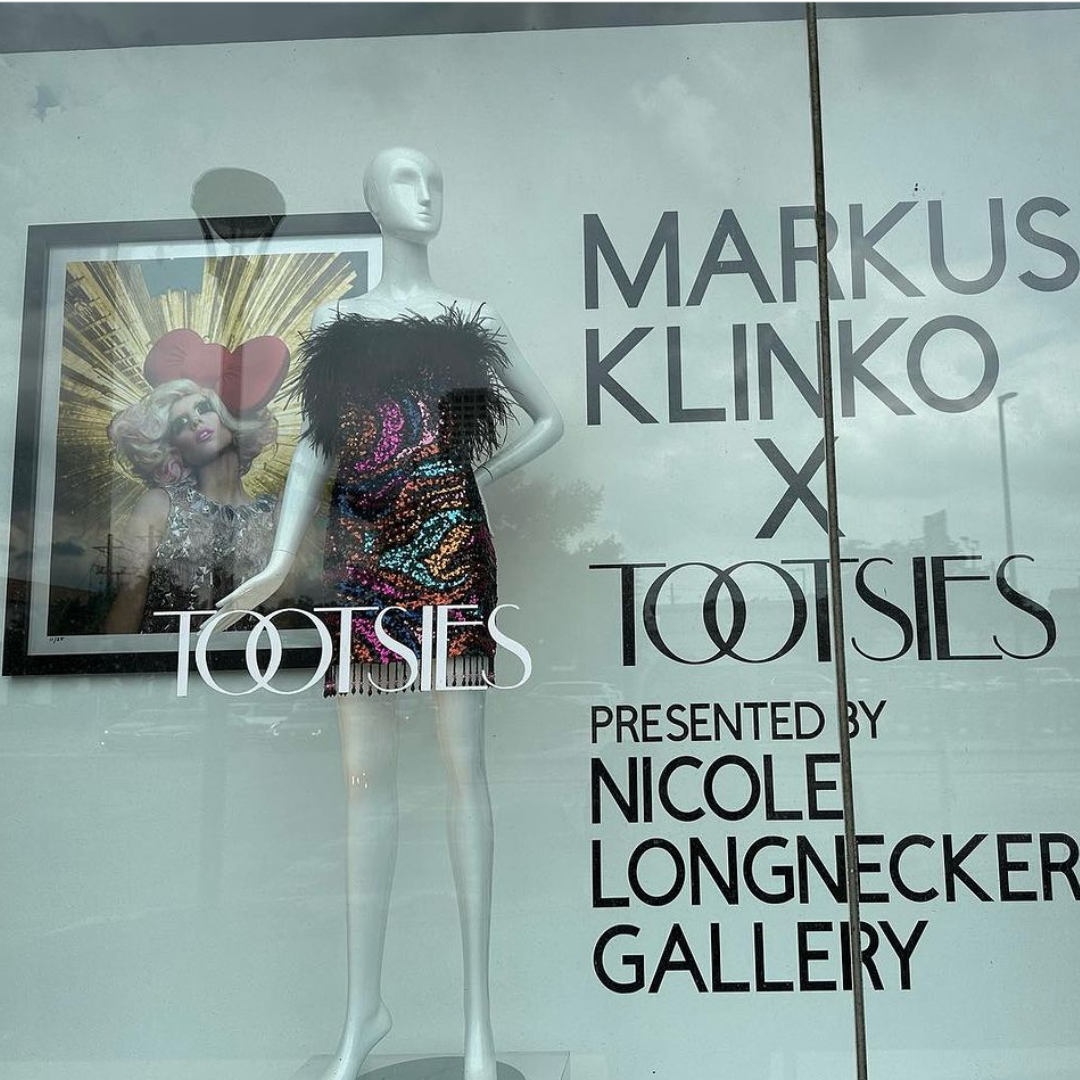 MARKUS
KLINKO
X
TOOTSIES
PRESENTED BY
NICOLE
LONGNECKER
GALLERY
TOOTSIES